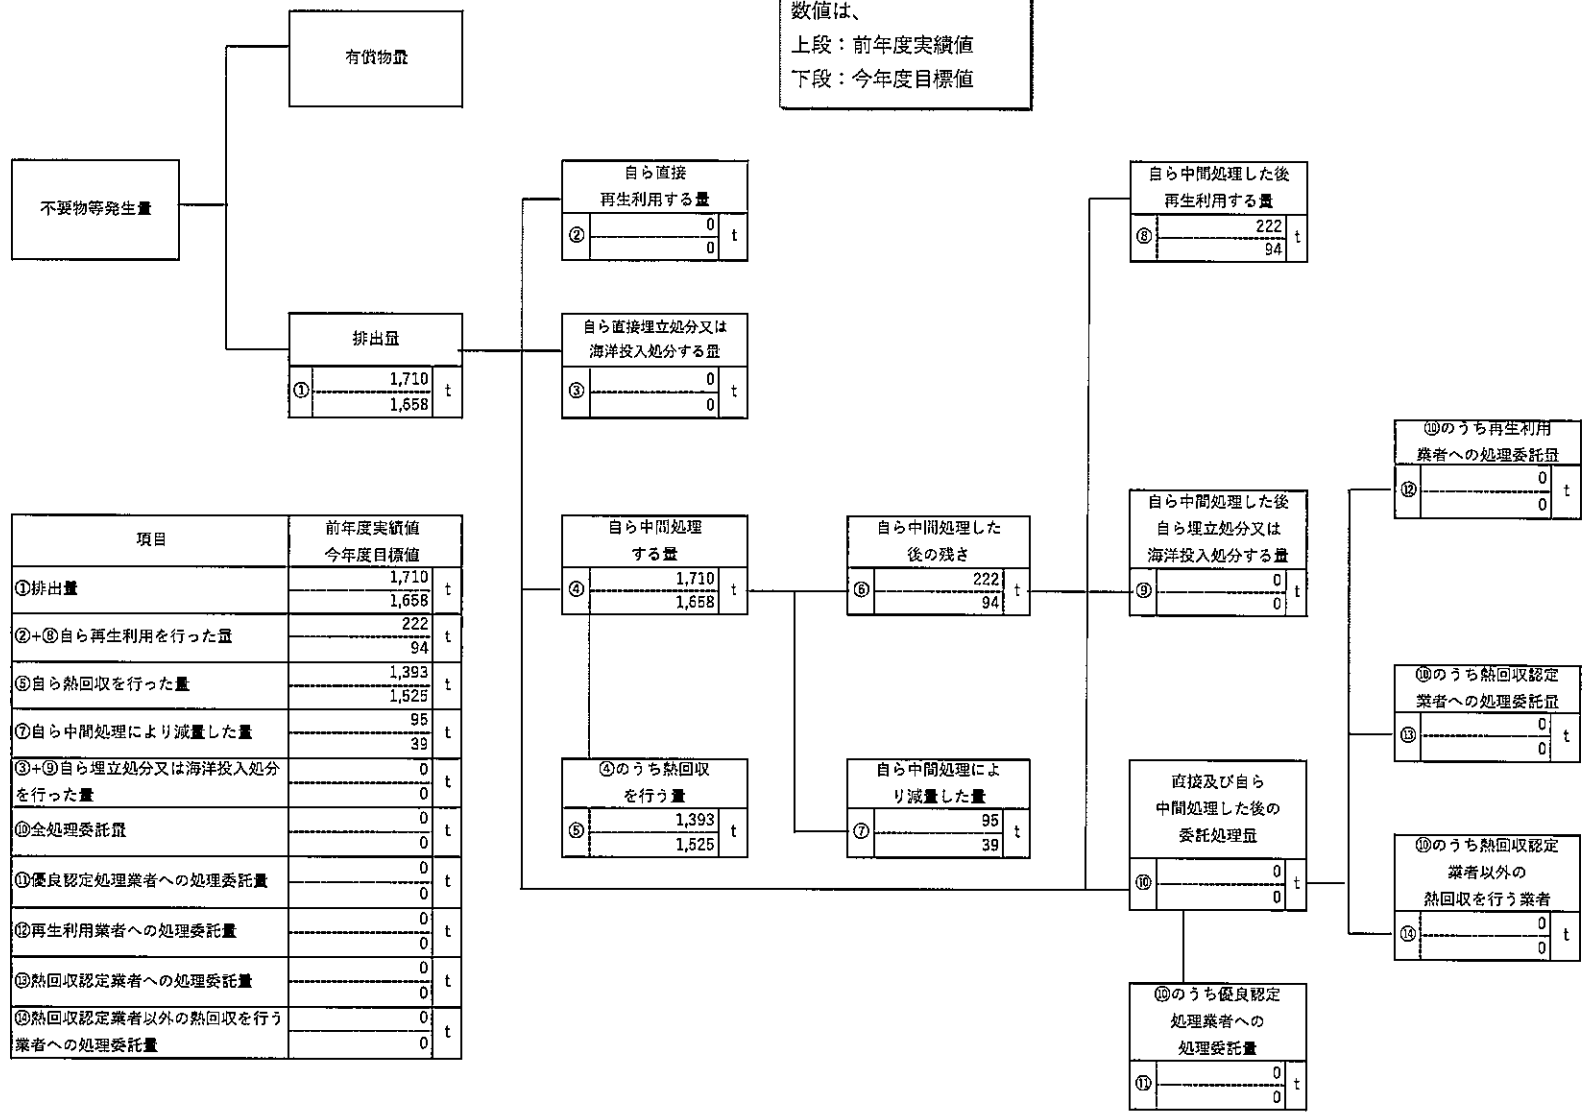 数値は、
上段：前年度実績値
下段：今年度目標値
有償物量
不要物等発生量
排出量
①
1,710
1,658
t
自ら直接
再生利用する量
②
0
0
t
自ら直接埋立処分又は
海洋投入処分する量
③
0
0
t
自ら中間処理
する量
④
1,710
1,658
t
④のうち熱回収
を行う量
⑤
1,393
1,525
t
自ら中間処理した
後の残さ
⑥
222
94
t
自ら中間処理によ
り減量した量
⑦
95
39
t
自ら中間処理した後
再生利用する量
⑧
222
94
t
自ら中間処理した後
自ら埋立処分又は
海洋投入処分する量
⑨
0
0
t
直接及び自ら
中間処理した後の
委託処理量
⑩
0
0
t
⑩のうち優良認定
処理業者への
処理委託量
⑪
0
0
t
⑩のうち再生利用
業者への処理委託量
⑫
0
0
t
⑩のうち熱回収認定
業者への処理委託量
⑬
0
0
t
⑩のうち熱回収認定
業者以外の
熱回収を行う業者
⑭
0
0
t
項目
前年度実績値
今年度目標値
①排出量
1,710
1,658
t
②+⑧自ら再生利用を行った量
222
94
t
⑤自ら熱回収を行った量
1,393
1,525
t
⑦自ら中間処理により減量した量
95
39
t
③+⑨自ら埋立処分又は海洋投入処分
を行った量
0
0
t
⑩全処理委託量
0
0
t
⑪優良認定処理業者への処理委託量
0
0
t
⑫再生利用業者への処理委託量
0
0
t
⑬熱回収認定業者への処理委託量
0
0
t
⑭熱回収認定業者以外の熱回収を行う
業者への処理委託量
0
0
t